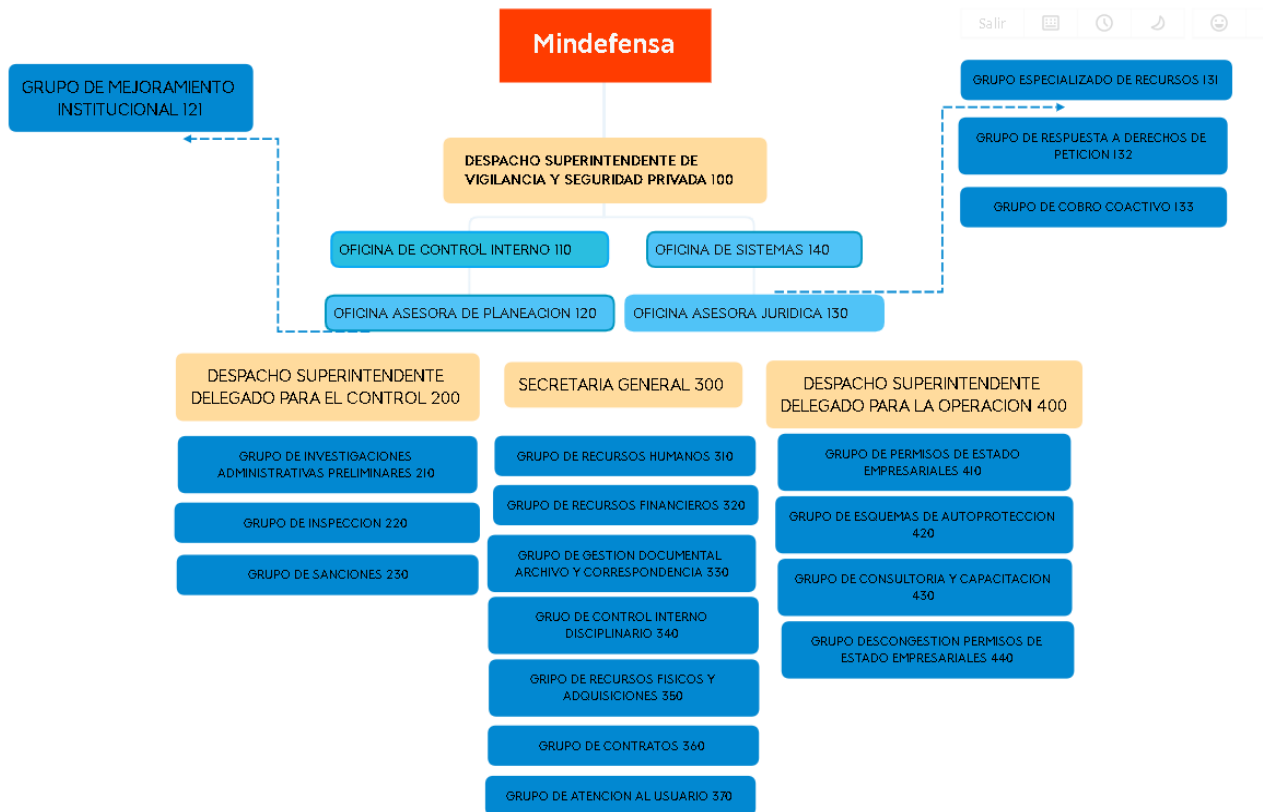 Salir
Mindefensa
GRUPO DE MEJORAMIENTO
INSTITUCIONAL 121
GRUPO ESPECIALIZADO DE RECURSOS 131
GRUPO DE RESPUESTA A DERECHOS DE
PETICION 132
GRUPO DE COBRO COACTIVO 133
DESPACHO SUPERINTENDENTE DE
VIGILANCIA Y SEGURIDAD PRIVADA 100
OFICINA DE CONTROL INTERNO 110
OFICINA DE SISTEMAS 140
OFICINA ASESORA DE PLANEACION 120
OFICINA ASESORA JURIDICA 130
DESPACHO SUPERINTENDENTE
DELEGADO PARA EL CONTROL 200
GRUPO DE INVESTIGACIONES
ADMINISTRATIVAS PRELIMINARES 210
GRUPO DE INSPECCION 220
GRUPO DE SANCIONES 230
SECRETARIA GENERAL 300
GRUPO DE RECURSOS HUMANOS 310
GRUPO DE RECURSOS FINANCIEROS 320
GRUPO DE GESTION DOCUMENTAL
ARCHIVO Y CORRESPONDENCIA 330
GRUO DE CONTROL INTERNO
DISCIPLINARIO 340
GRIPO DE RECURSOS FISICOS Y
ADQUISICIONES 350
GRUPO DE CONTRATOS 360
GRUPO DE ATENCION AL USUARIO 370
DESPACHO SUPERINTENDENTE
DELEGADO PARA LA OPERACION 400
GRUPO DE PERMISOS DE ESTADO
EMPRESARIALES 410
GRUPO DE ESQUEMAS DE AUTOPROTECCION
420
GRUPO DE CONSULTORIA Y CAPACITACION
430
GRUPO DESCONGESTION PERMISOS DE
ESTADO EMPRESARIALES 440